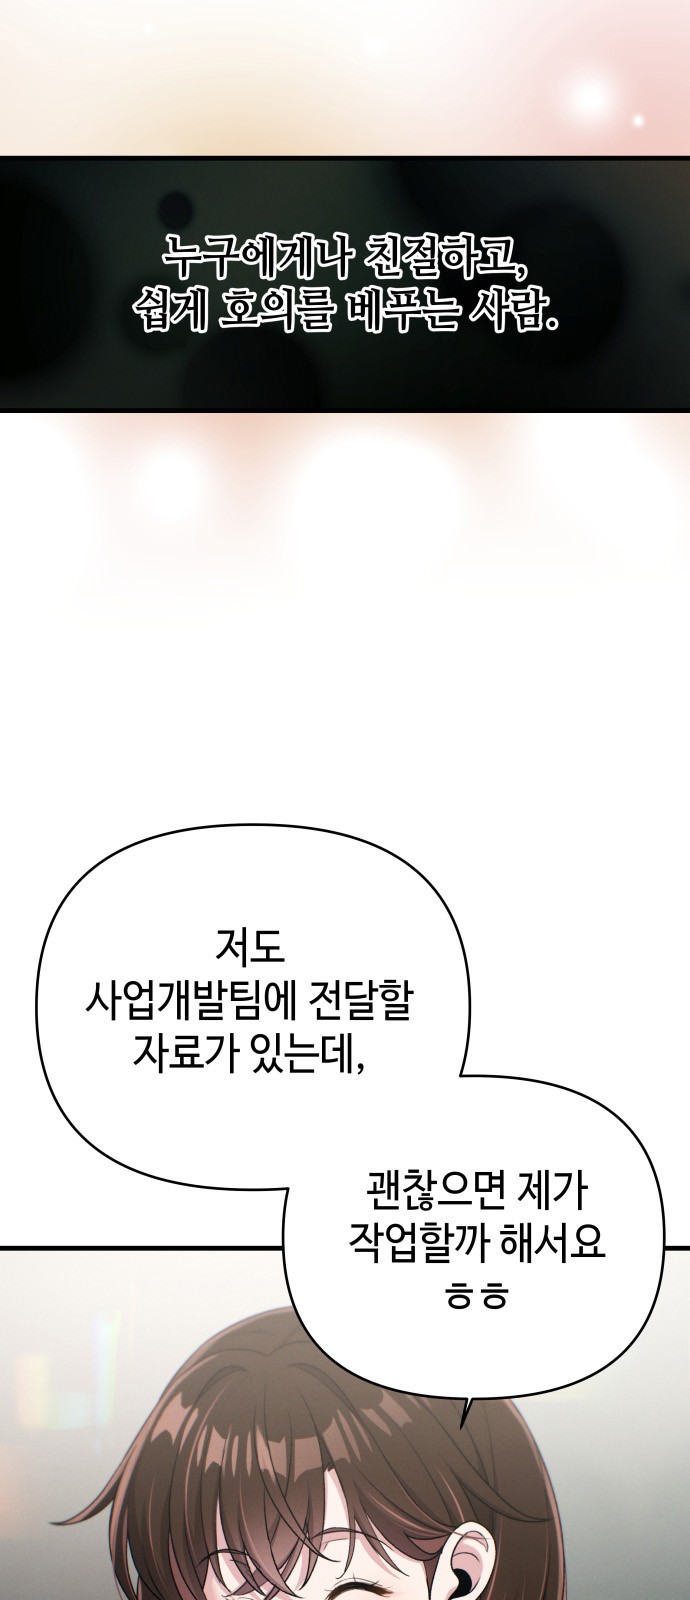 누구에게나 친절하고,
쉽게 호의를 베푸는 사람.
저도
사업개발팀에 전달할
자료가 있는데,
괜찮으면 제가
작업할까 해서요
ㅎㅎ